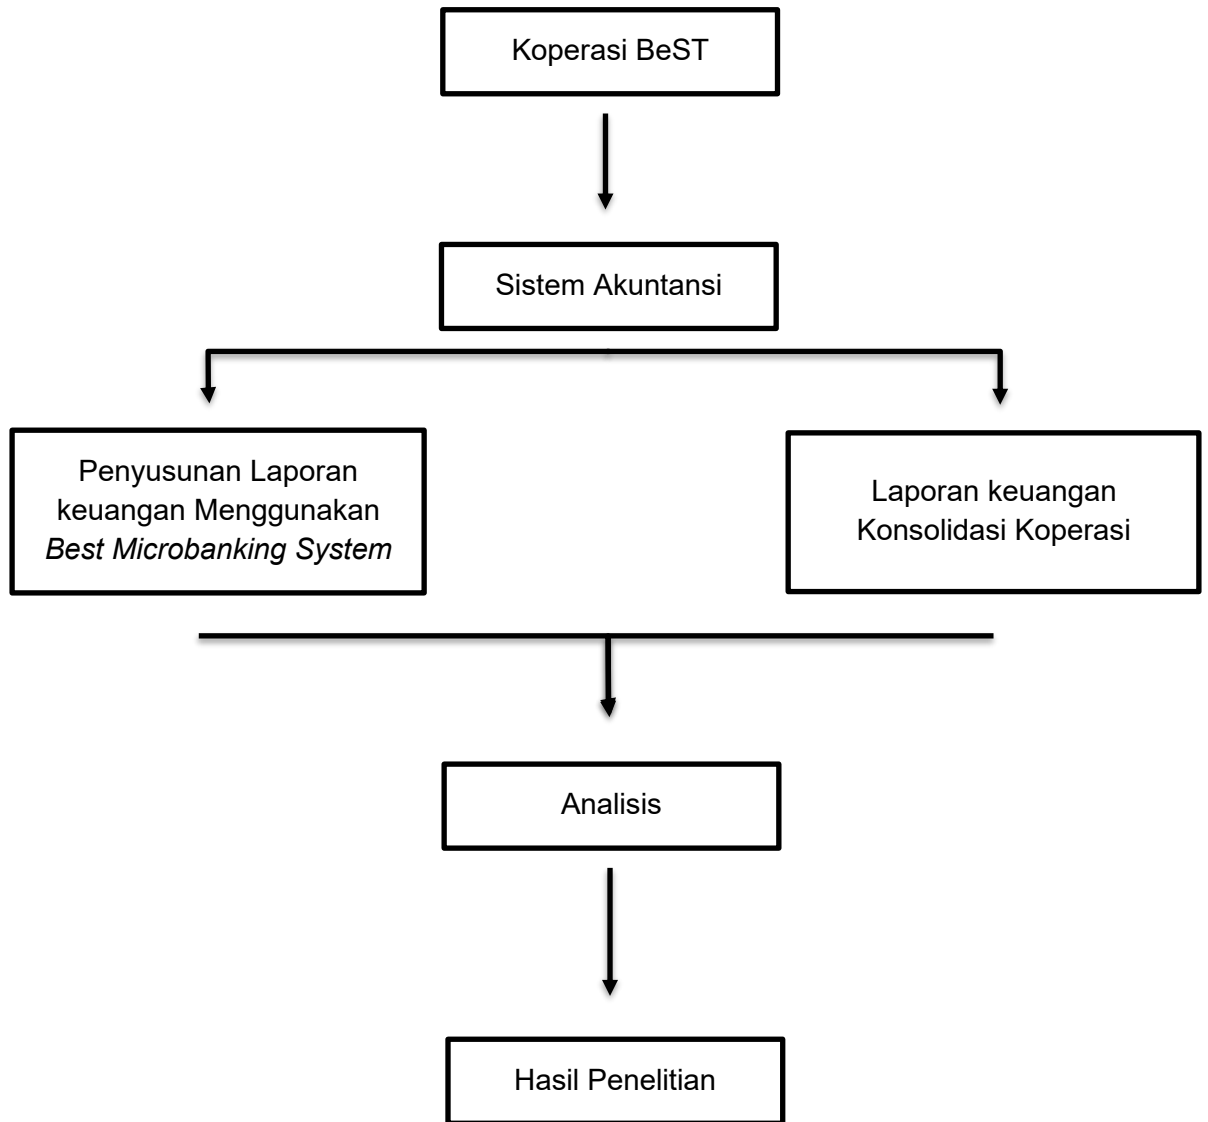 Koperasi BeST
Sistem Akuntansi
Penyusunan Laporan
keuangan Menggunakan
Best Microbanking System
Laporan keuangan
Konsolidasi Koperasi
Analisis
Hasil Penelitian